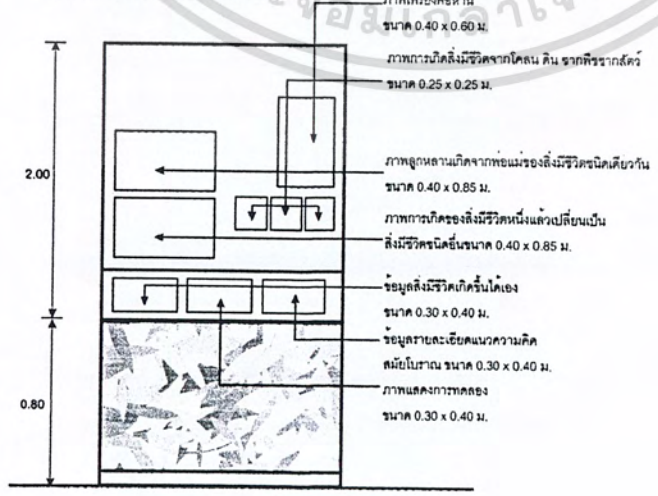 ขนาด 0.40 x 0.60 ม.
ภาพการเกิดสิ่งมีชีวิตจากโคลน ดิน ซากพืชซากสัตว์
ขนาด 0.25 x 0.25 ม.
2.00
ภาพลูกหลานเกิดจากพ่อแม่ของสิ่งมีชีวิตชนิดเดียวกัน
ขนาด 0.40 x 0.85 ม.
ภาพการเกิดของสิ่งมีชีวิตหนึ่งแล้วเปลี่ยนเป็น
สิ่งมีชีวิตชนิดอื่นขนาด 0.40 x 0.85 ม.
ข้อมูลสิ่งมีชีวิตเกิดขึ้นได้เอง
ขนาด 0.30 x 0.40 ม.
ข้อมูลรายละเอียดแนวความคิด
สมัยโบราณ ขนาด 0.30 x 0.40 ม.
0.80
ภาพแสดงการทดลอง
ขนาด 0.30 x 0.40 ม.